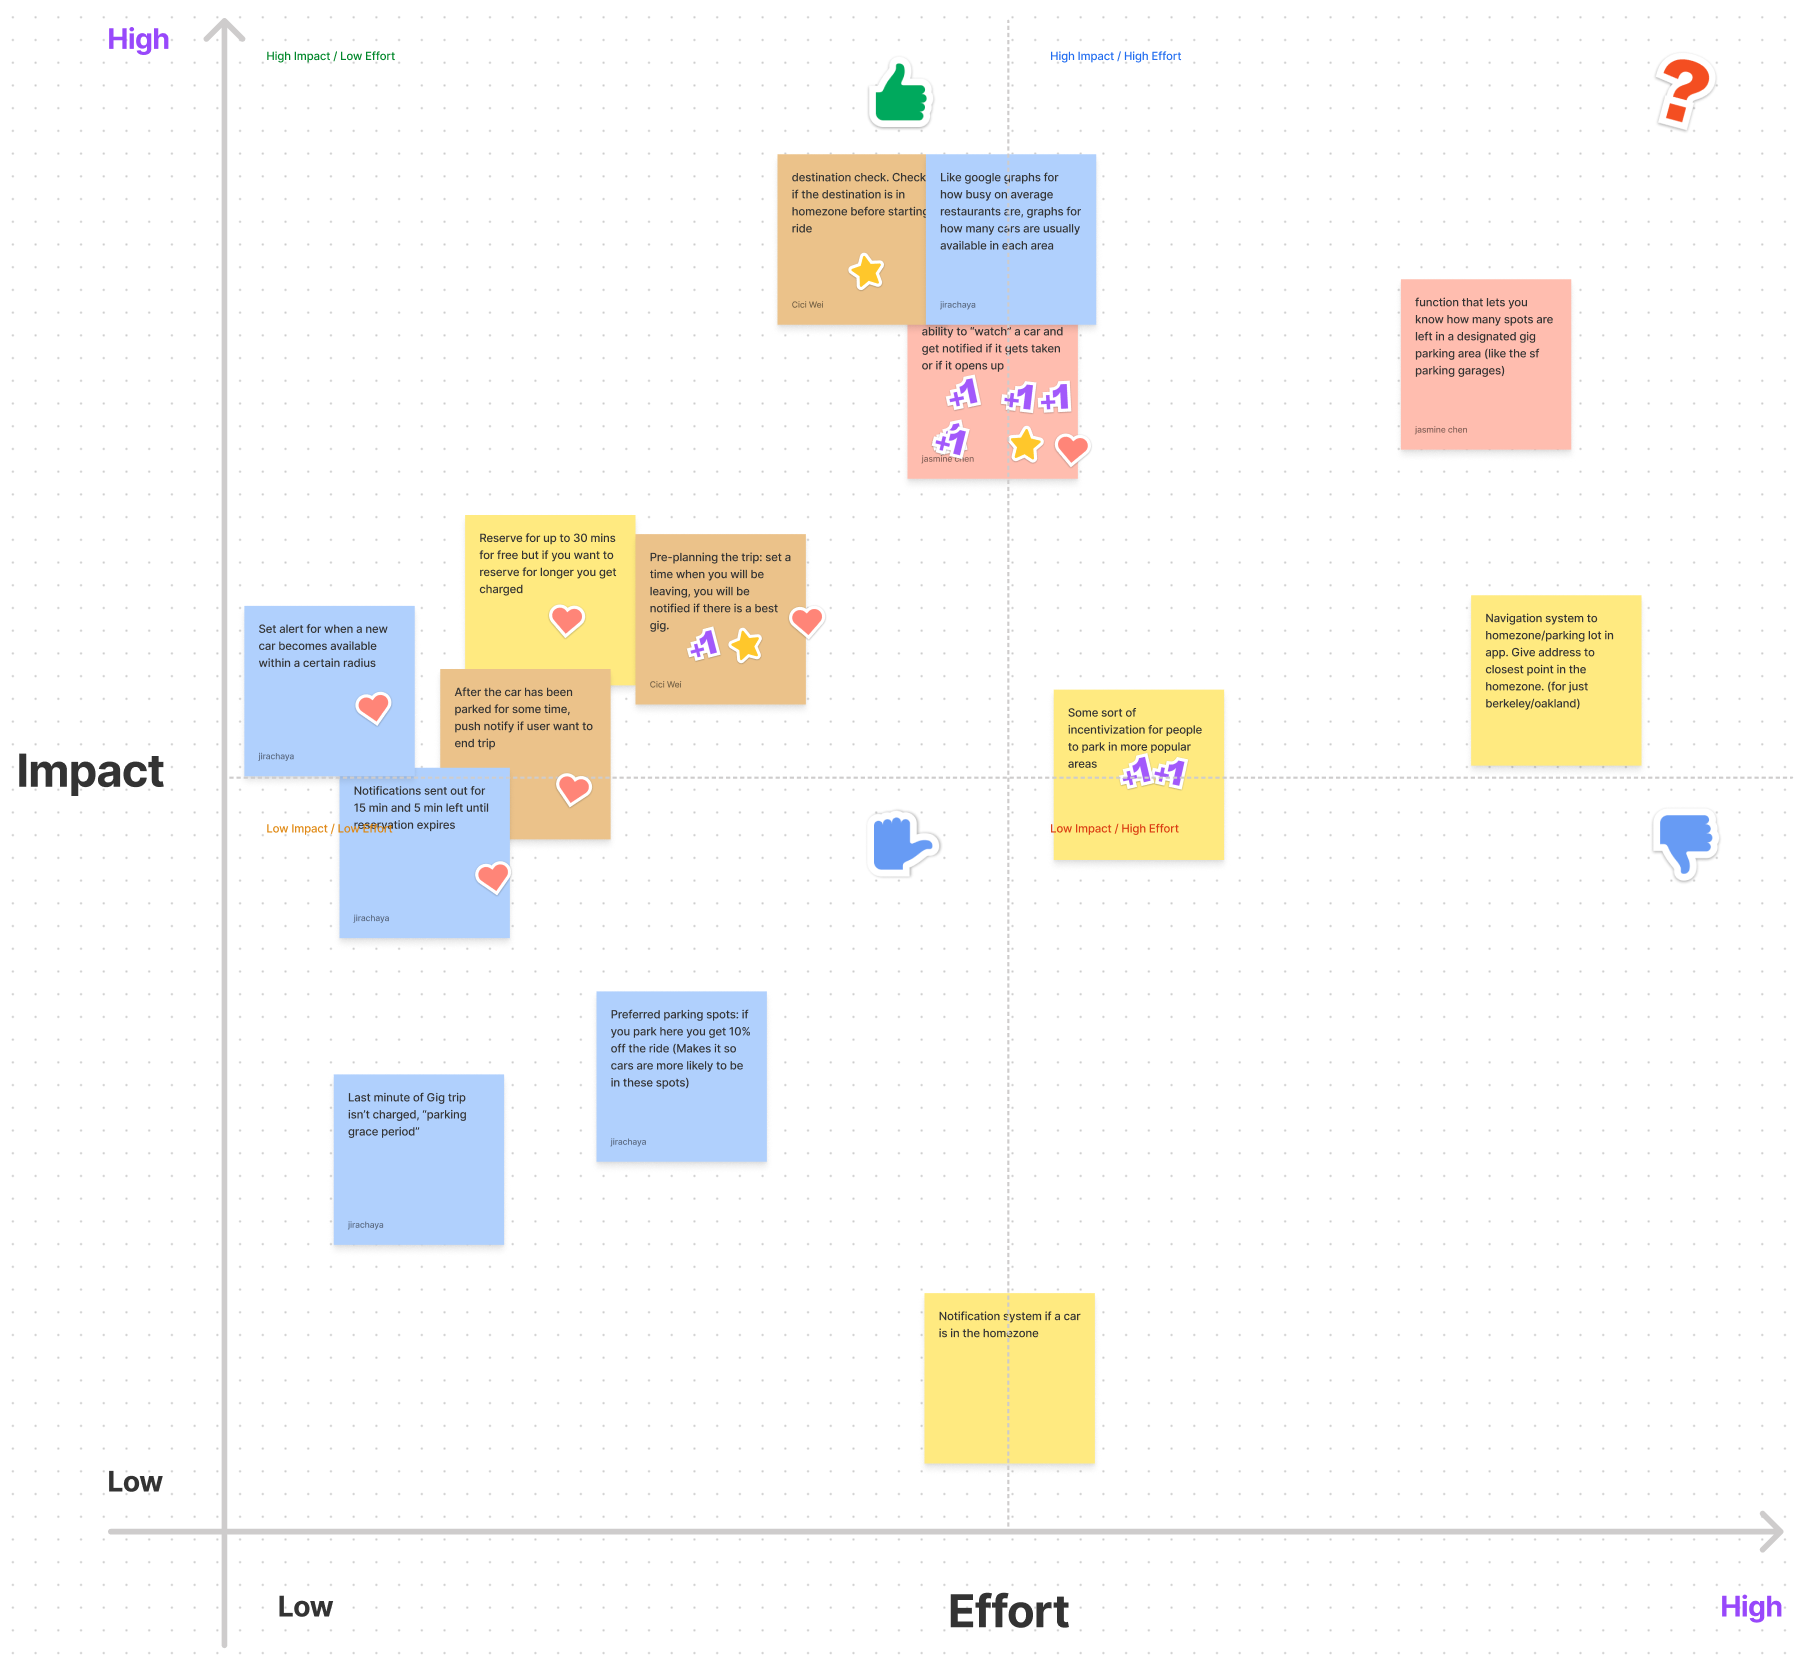 High
High Impact / Low Effort
High Impact / High Effort
destination check. Check
if the destination is in
homezone before starting
ride
Cici Wei
Like google graphs for
how busy on average
restaurants are, graphs for
how many cars are usually
available in each area
jirachaya
ability to “watch” a car and
get notified if it gets taken
or if it opens up
+1
+1
+1
+1
jasmine chen
function that lets you
know how many spots are
left in a designated gig
parking area (like the sf
parking garages)
jasmine chen
Reserve for up to 30 mins
for free but if you want to
reserve for longer you get
charged
Pre-planning the trip: set a
time when you will be
leaving, you will be
notified if there is a best
gig.
+1
Cici Wei
Set alert for when a new
car becomes available
within a certain radius
jirachaya
After the car has been
parked for some time,
push notify if user want to
end trip
Navigation system to
homezone/parking lot in
app. Give address to
closest point in the
homezone. (for just
berkeley/oakland)
Some sort of
incentivization for people
to park in more popular
areas
+1
+1
Impact
Notifications sent out for
15 min and 5 min left until
reservation expires
jirachaya
Low Impact / Low Effort
Low Impact / High Effort
Preferred parking spots: if
you park here you get 10%
off the ride (Makes it so
cars are more likely to be
in these spots)
jirachaya
Last minute of Gig trip
isn’t charged, “parking
grace period”
jirachaya
Notification system if a car
is in the homezone
Low
Low
Effort
High